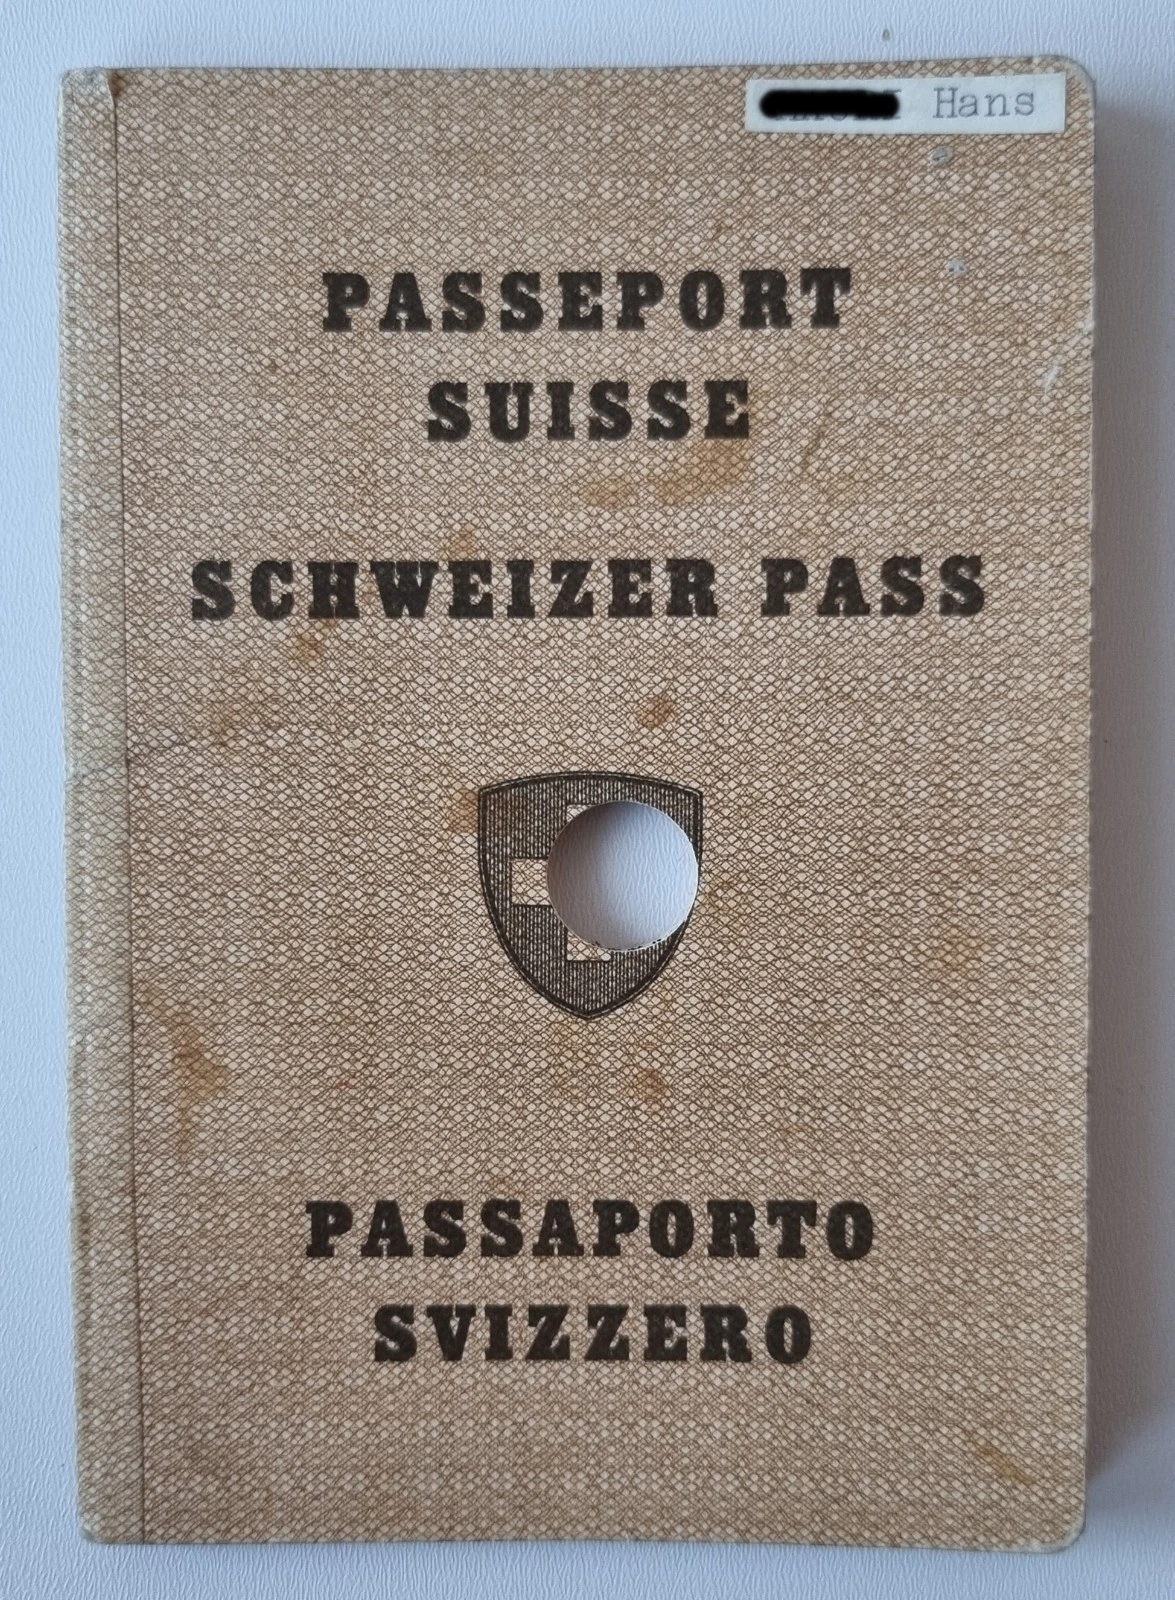 Hans
PASSEPORT
SUISSE
SCHWEIZER PASS
PASSAPORTO
SVIZZERO